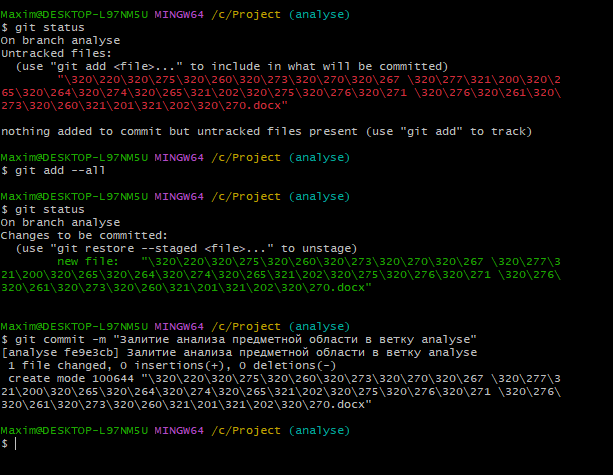 Maxim@DESKTOP-L97NM5U MINGW64 /c/Project (analyse)
$ git status
On branch analyse
Untracked files:
  (use "git add <file>..." to include in what will be committed)
        "\320\220\320\275\320\260\320\273\320\270\320\267 \320\277\321\200\320\2
65\320\264\320\274\320\265\321\202\320\275\320\276\320\271 \320\276\320\261\320\
273\320\260\321\201\321\202\320\270.docx"
nothing added to commit but untracked files present (use "git add" to track)
Maxim@DESKTOP-L97NM5U MINGW64 /c/Project (analyse)
$ git add --all
Maxim@DESKTOP-L97NM5U MINGW64 /c/Project (analyse)
$ git status
On branch analyse
Changes to be committed:
  (use "git restore --staged <file>..." to unstage)
        new file:   "\320\220\320\275\320\260\320\273\320\270\320\267 \320\277\3
21\200\320\265\320\264\320\274\320\265\321\202\320\275\320\276\320\271 \320\276\
320\261\320\273\320\260\321\201\321\202\320\270.docx"
Maxim@DESKTOP-L97NM5U MINGW64 /c/Project (analyse)
$ git commit -m "Залитие анализа предметной области в ветку analyse"
[analyse fe9e3cb] Залитие анализа предметной области в ветку analyse
 1 file changed, 0 insertions(+), 0 deletions(-)
 create mode 100644 "\320\220\320\275\320\260\320\273\320\270\320\267 \320\277\3
21\200\320\265\320\264\320\274\320\265\321\202\320\275\320\276\320\271 \320\276\
320\261\320\273\320\260\321\201\321\202\320\270.docx"
Maxim@DESKTOP-L97NM5U MINGW64 /c/Project (analyse)
$